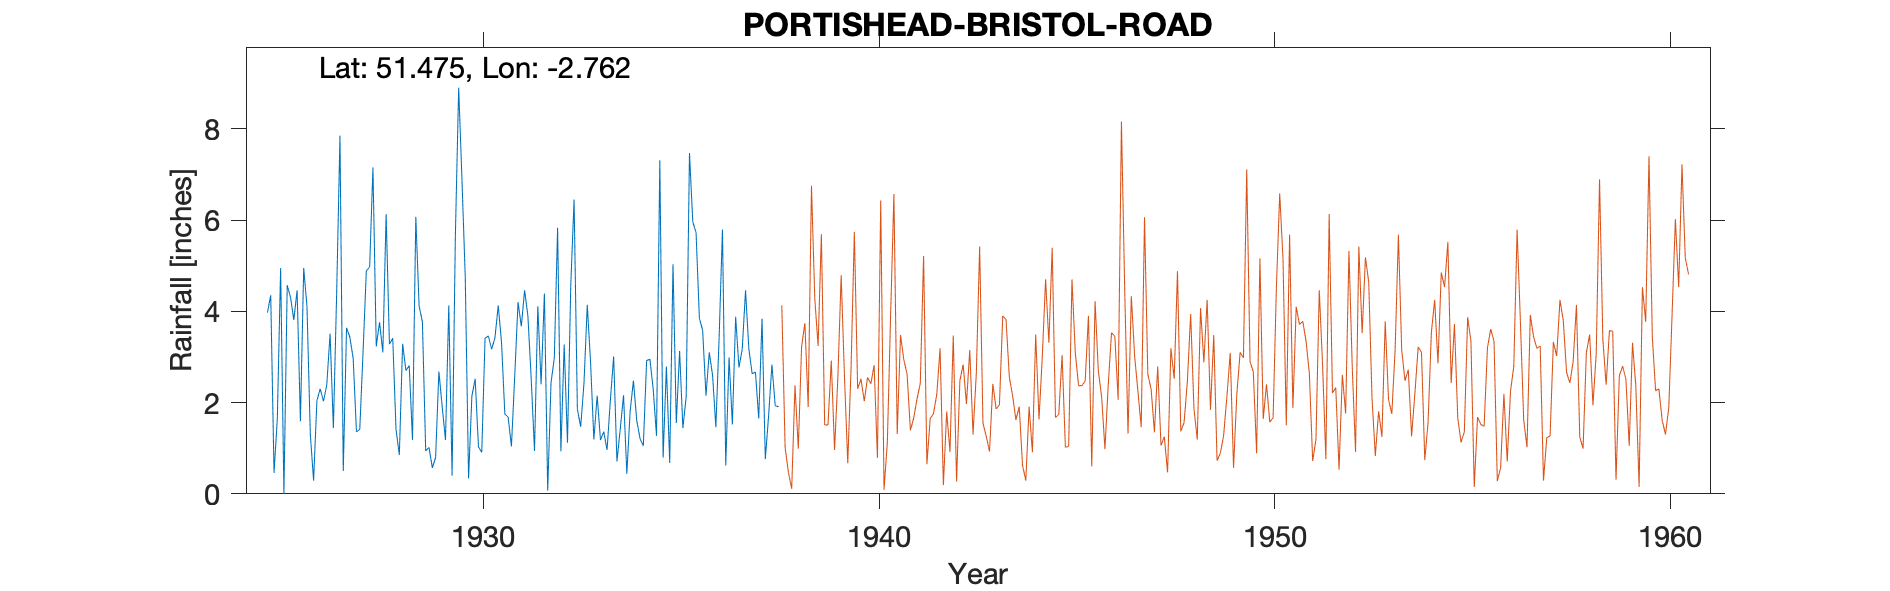 PORTISHEAD-BRISTOL-ROAD
Lat: 51.475, Lon: -2.762
Rainfall [inches]
8
6
4
2
0
1930 1940 1950 1960
Year